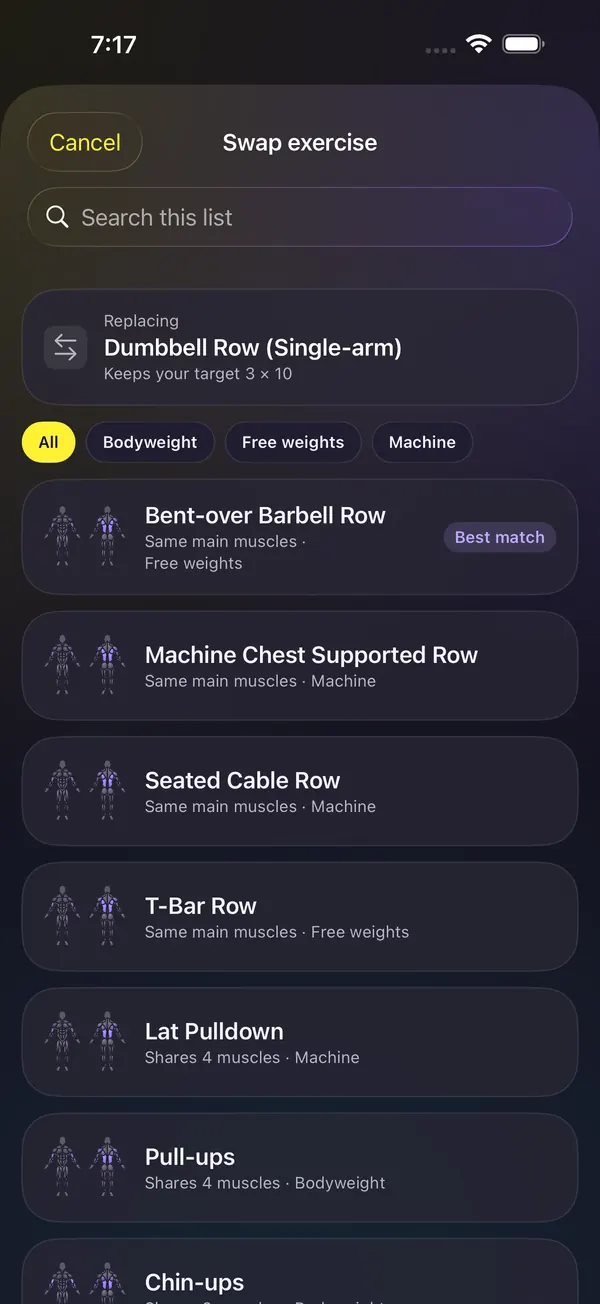 7:17
Cancel
Swap exercise
Search this list
Replacing
Dumbbell Row (Single-arm)
Keeps your target 3 × 10
All
Bodyweight
Free weights
Machine
Bent-over Barbell Row
Same main muscles ·
Free weights
Best match
Machine Chest Supported Row
Same main muscles · Machine
Seated Cable Row
Same main muscles · Machine
T-Bar Row
Same main muscles · Free weights
Lat Pulldown
Shares 4 muscles · Machine
Pull-ups
Shares 4 muscles · Bodyweight
Chin-ups